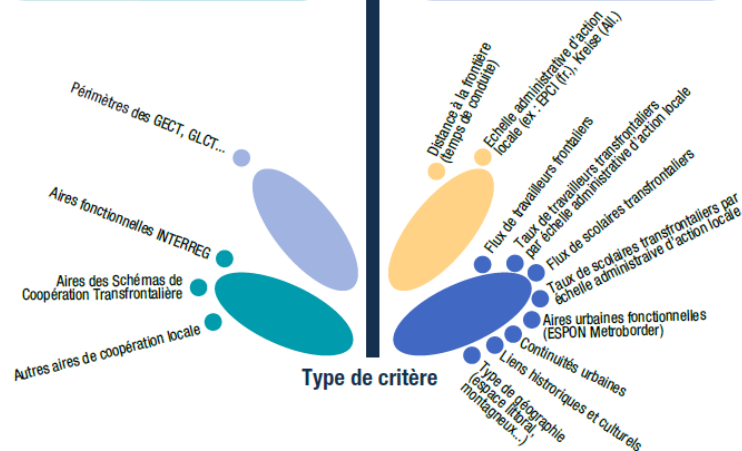 Périmètres des GECT, GLCT...
Aires fonctionnelles INTERREG
Aires des Schémas de
Coopération Transfrontalière
Autres aires de coopération locale
Distance à la frontière
(temps de conduite)
Echelle administrative d'action
locale (ex : EPCI (fr.), Kreise (All.)
Flux de travailleurs frontaliers
Taux de travailleurs transfrontaliers
par échelle administrative d'action locale
Flux de scolaires transfrontaliers
Taux de scolaires transfrontaliers par
échelle administraive d'action locale
Aires urbaines fonctionnelles
(ESPON Metroborder)
Continuités urbaines
Liens historiques et culturels
Type de géographie
(espace littoral,
montagneux...)
Type de critère